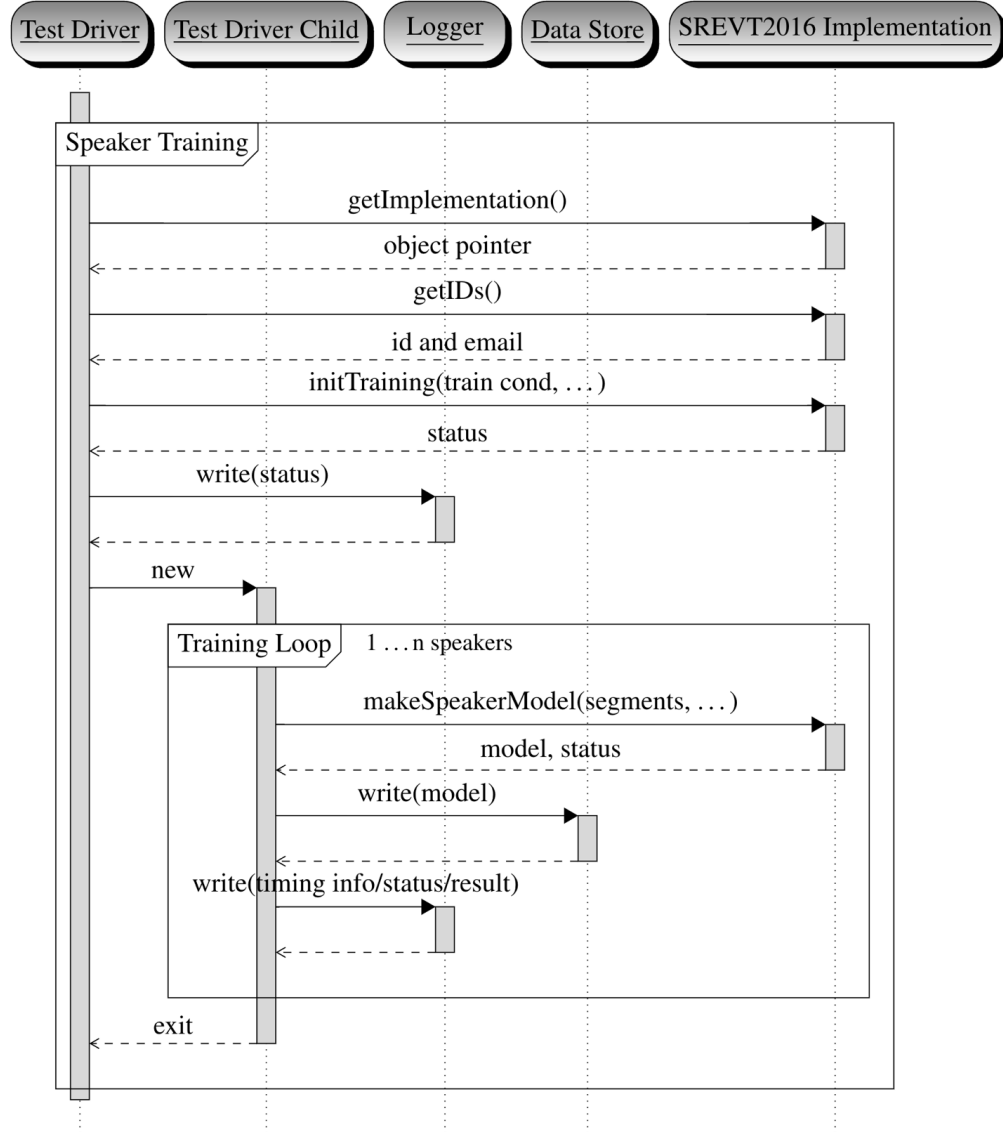 Test Driver
Test Driver Child
Logger
Data Store
SREVT2016 Implementation
Speaker Training
getImplementation()
object pointer
getIDs()
id and email
initTraining(train cond, …)
status
write(status)
new
Training Loop
1 …n speakers
makeSpeakerModel(segments, …)
model, status
write(model)
write(timing info/status/result)
exit